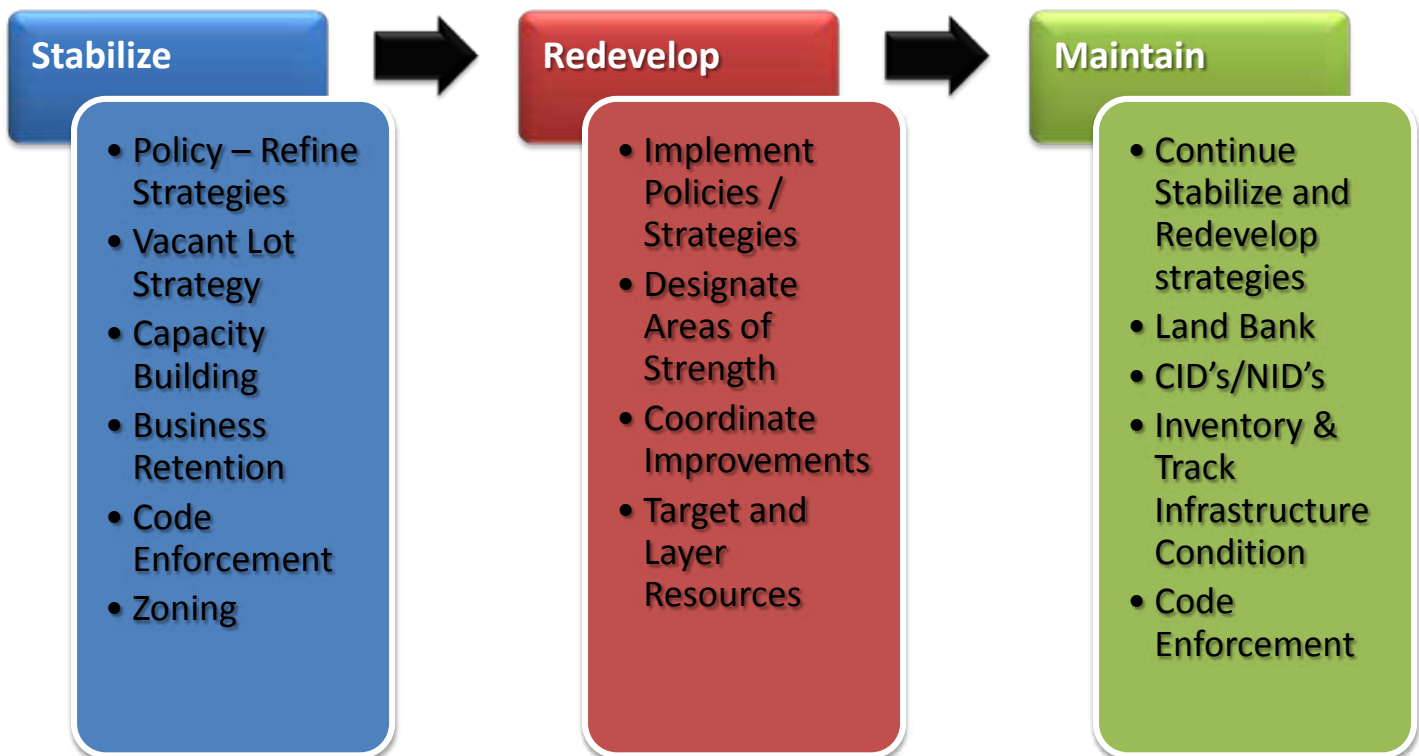 Stabilize
• Policy – Refine
Strategies
• Vacant Lot
Strategy
• Capacity
Building
• Business
Retention
• Code
Enforcement
• Zoning
Redevelop
• Implement
Policies /
Strategies
• Designate
Areas of
Strength
• Coordinate
Improvements
• Target and
Layer
Resources
Maintain
• Continue
Stabilize and
Redevelop
strategies
• Land Bank
• CID’s/NID’s
• Inventory &
Track
Infrastructure
Condition
• Code
Enforcement